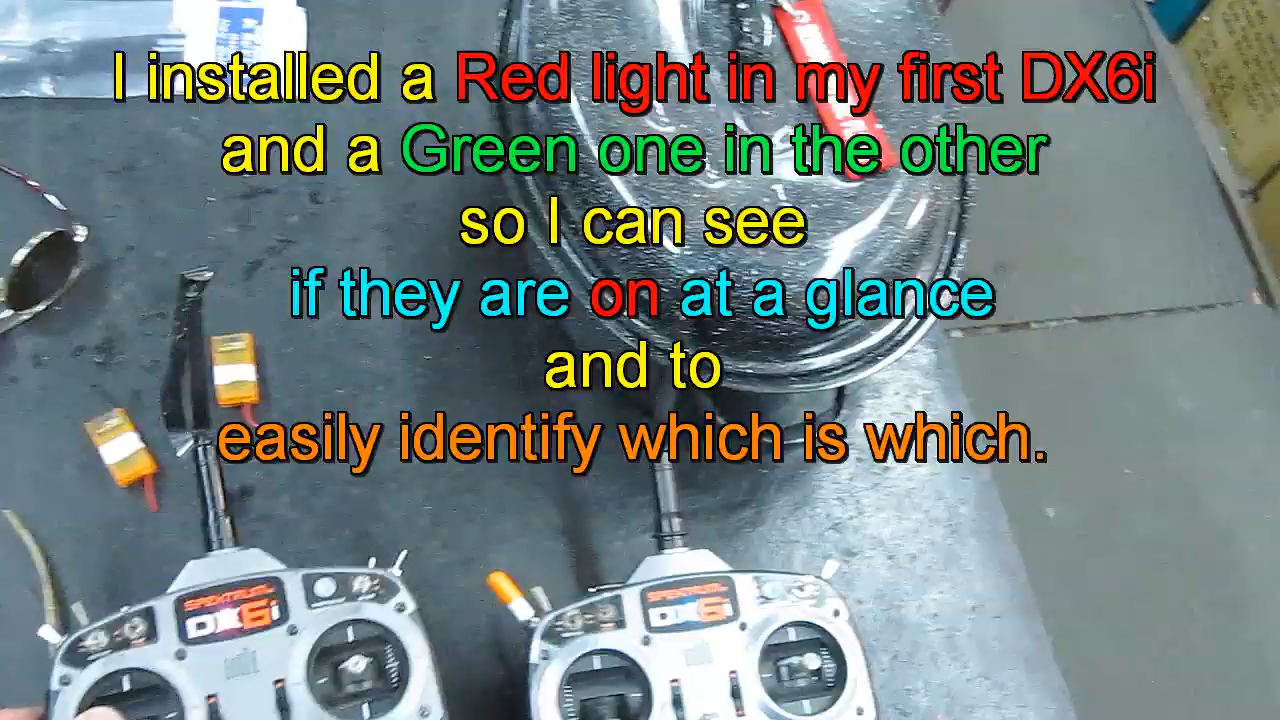 I installed a Red light in my first DX6i
and a Green one in the other
so I can see
if they are on at a glance
and to
easily identify which is which.
SPEKTRUM
DX6i
SPEKTRUM
DX6i